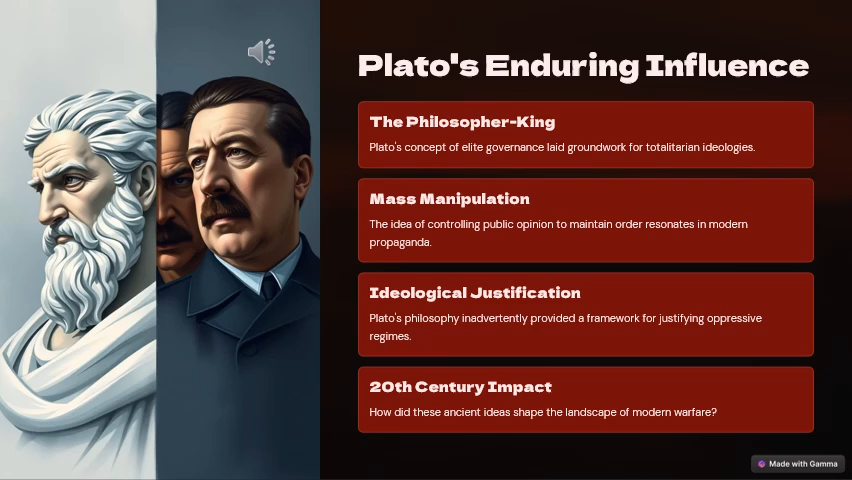 Plato's Enduring Influence
The Philosopher-King
Plato's concept of elite governance laid groundwork for totalitarian ideologies.
Mass Manipulation
The idea of controlling public opinion to maintain order resonates in modern
propaganda.
Ideological Justification
Plato's philosophy inadvertently provided a framework for justifying oppressive
regimes.
20th Century Impact
How did these ancient ideas shape the landscape of modern warfare?
Made with Gamma